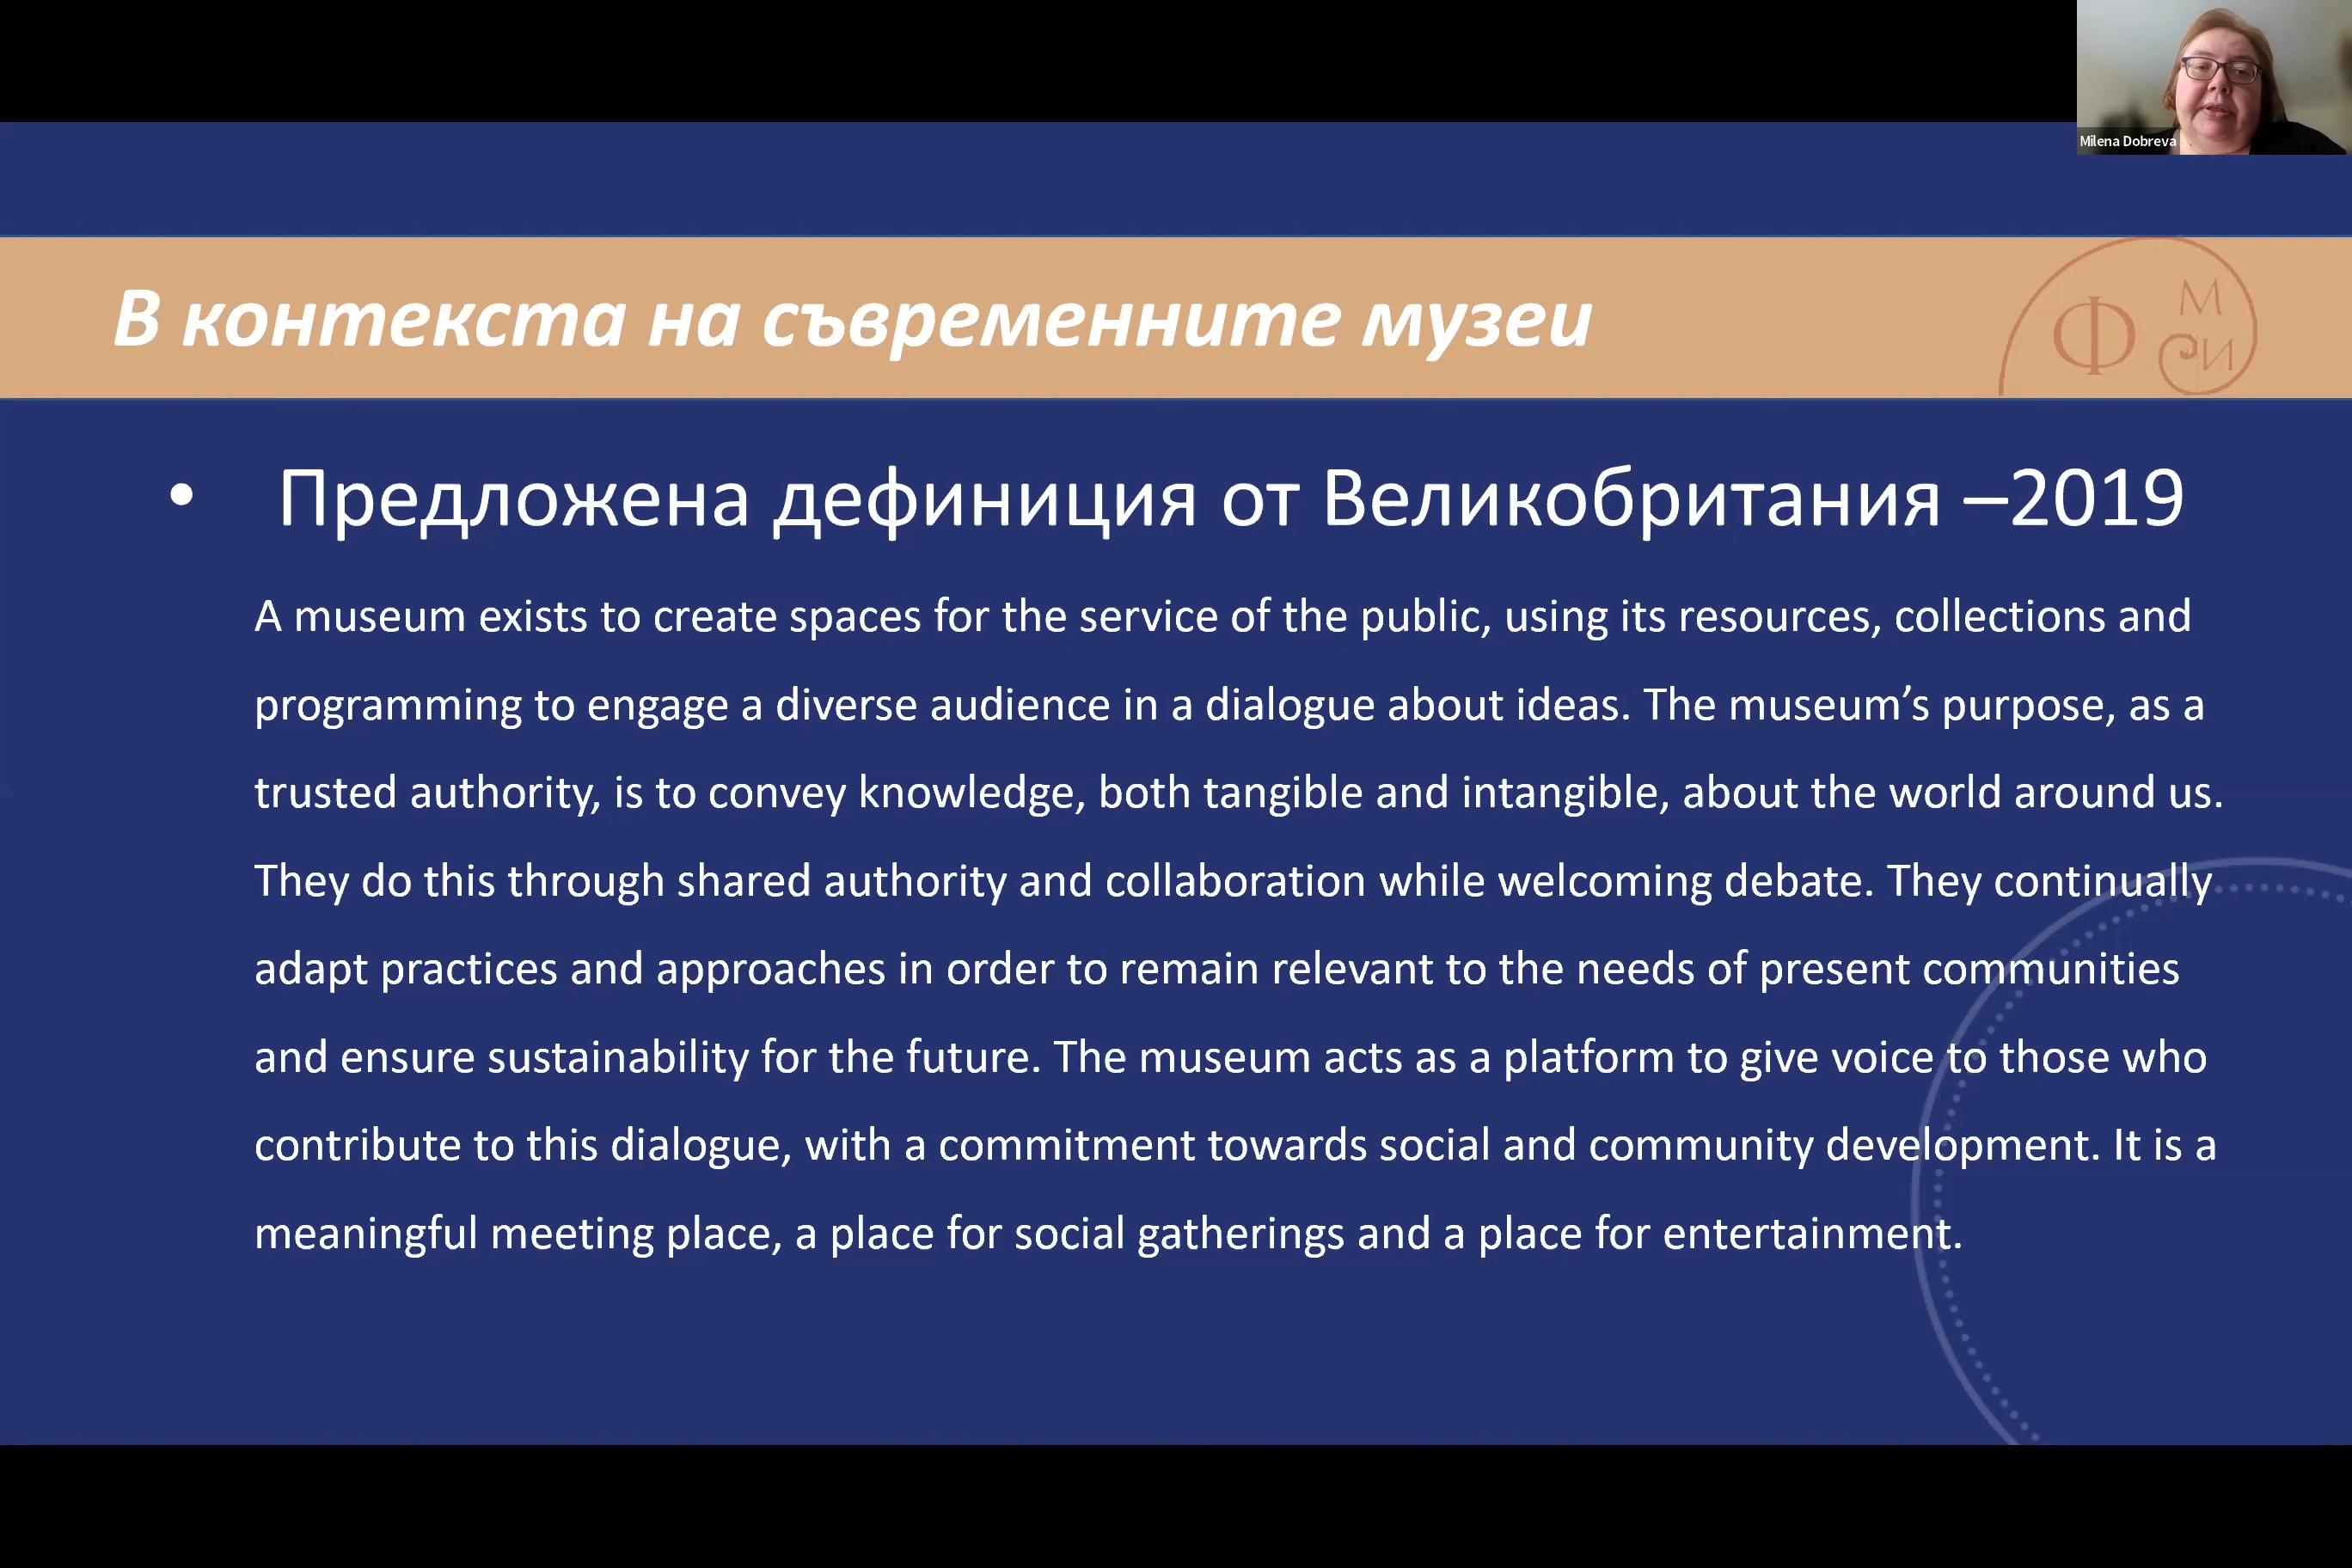 Milena Dobreva
В контекста на съвременните музеи
Ф М И
• Предложена дефиниция от Великобритания –2019
A museum exists to create spaces for the service of the public, using its resources, collections and
programming to engage a diverse audience in a dialogue about ideas. The museum’s purpose, as a
trusted authority, is to convey knowledge, both tangible and intangible, about the world around us.
They do this through shared authority and collaboration while welcoming debate. They continually
adapt practices and approaches in order to remain relevant to the needs of present communities
and ensure sustainability for the future. The museum acts as a platform to give voice to those who
contribute to this dialogue, with a commitment towards social and community development. It is a
meaningful meeting place, a place for social gatherings and a place for entertainment.